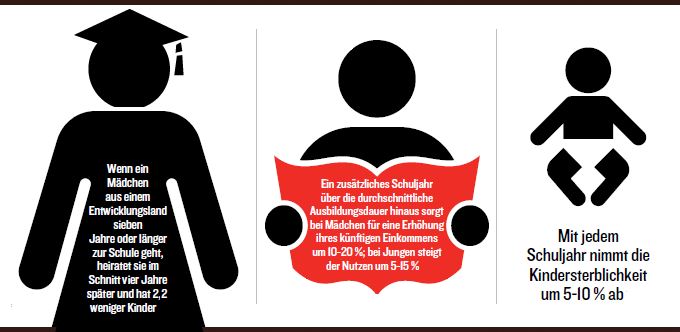 Wenn ein
Mädchen
aus einem
Entwicklungsland
sieben
Jahre oder länger
zur Schule geht,
heiratet sie im
Schnitt vier Jahre
später und hat 2,2
weniger Kinder
Ein zusätzliches Schuljahr
über die durchschnittliche
Ausbildungsdauer hinaus sorgt
bei Mädchen für eine Erhöhung
ihres künftigen Einkommens
um 10-20 %; bei Jungen steigt
der Nutzen um 5-15 %
Mit jedem
Schuljahr nimmt die
Kindersterblichkeit
um 5-10 % ab